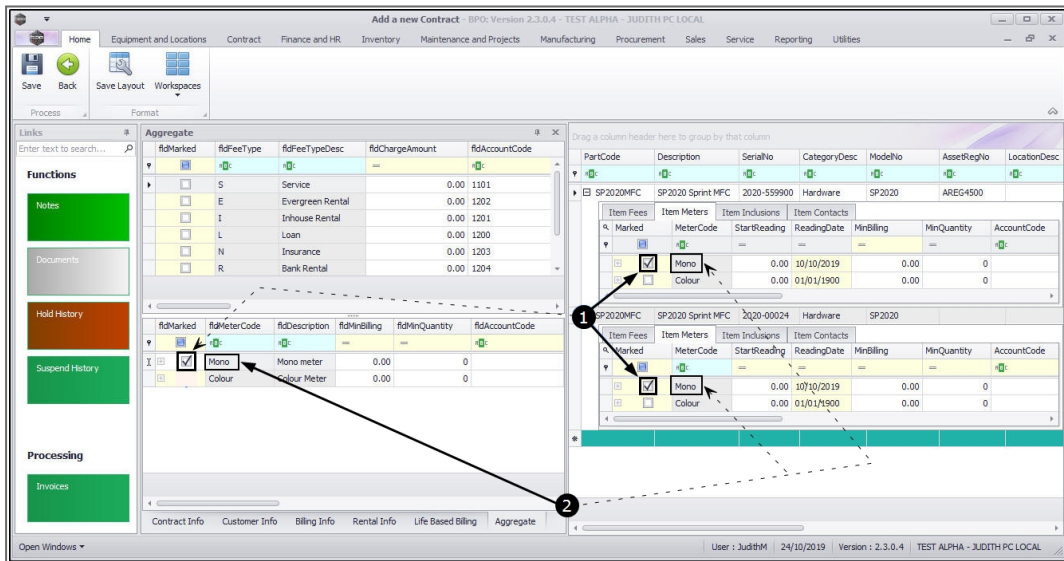 Add a new Contract - BPO: Version 2.3.0.4 - TEST ALPHA - JUDITH PC LOCAL
Home Equipment and Locations Contract Finance and HR Inventory Maintenance and Projects Manufacturing Procurement Sales Service Reporting Utilities
Save Back Save Layout Workspaces
Process Format
Links
Enter text to search...
Functions
Notes
Documents
Hold History
Suspend History
Processing
Invoices
Aggregate
fldMarked fldFeeType fldFeeTypeDesc fldChargeAmount fldAccountCode
S Service 0.00 1101
E Evergreen Rental 0.00 1202
I Inhouse Rental 0.00 1201
L Loan 0.00 1200
N Insurance 0.00 1203
R Bank Rental 0.00 1204
fldMarked fldMeterCode fldDescription fldMinBilling fldMinQuantity fldAccountCode
Mono Mono meter 0.00 0
Colour Colour Meter 0.00 0
Contract Info Customer Info Billing Info Rental Info Life Based Billing Aggregate
Drag a column header here to group by that column
PartCode Description SerialNo CategoryDesc ModelNo AssetRegNo LocationDesc
SP2020MFC SP2020 Sprint MFC 2020-559900 Hardware SP2020 AREG4500
Item Fees Item Meters Item Inclusions Item Contacts
Marked MeterCode StartReading ReadingDate MinBilling MinQuantity AccountCode
Mono 0.00 10/10/2019 0.00 0
Colour 0.00 01/01/1900 0.00 0
1
SP2020MFC SP2020 Sprint MFC 2020-00024 Hardware SP2020
Item Fees Item Meters Item Inclusions Item Contacts
Marked MeterCode StartReading ReadingDate MinBilling MinQuantity AccountCode
Mono 0.00 10/10/2019 0.00 0
Colour 0.00 01/01/1900 0.00 0
2
Open Windows User : JudithM 24/10/2019 Version : 2.3.0.4 TEST ALPHA - JUDITH PC LOCAL